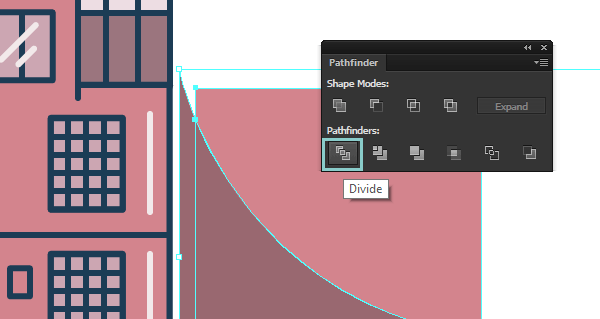 Pathfinder
Shape Modes:
Expand
Pathfinders:
Divide